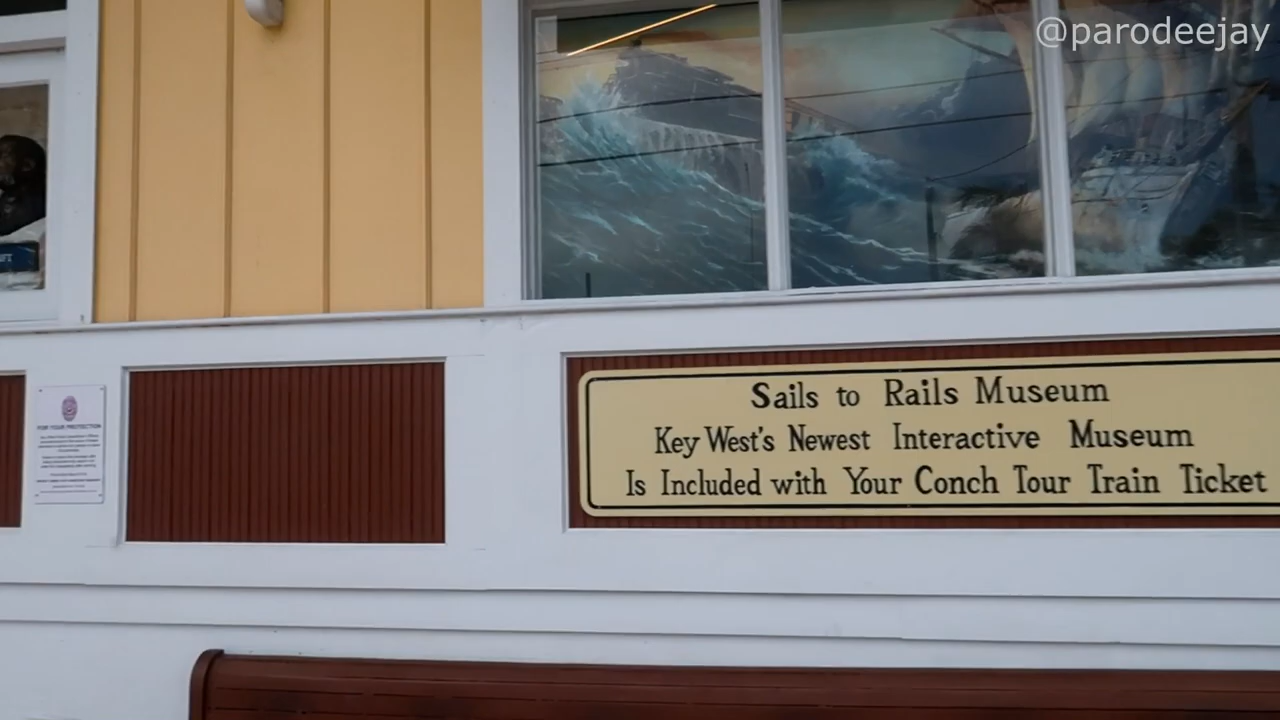 @parodeejay
Sails to Rails Museum
Key West's Newest Interactive Museum
Is Included with Your Conch Tour Train Ticket
FOR YOUR PROTECTION